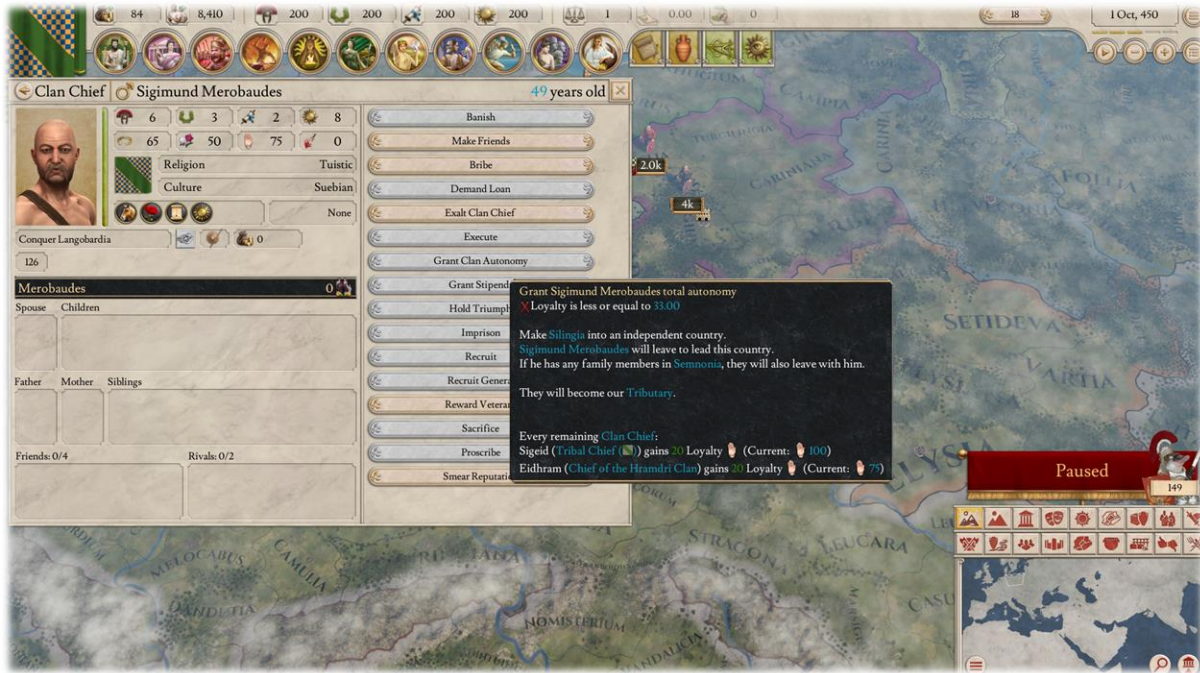 84 8,410 200 200 200 200 1 0.00 0 18 1 Oct, 450
Clan Chief Sigimund Merobaudes 49 years old
6 3 2 8
65 50 75 0
Religion Tuistic
Culture Suebian
None
Conquer Langobardia 0
126
Merobaudes 0
Spouse Children
Father Mother Siblings
Friends: 0/4 Rivals: 0/2
Banish
Make Friends
Bribe
Demand Loan
Exalt Clan Chief
Execute
Grant Clan Autonomy
Grant Stipend
Hold Triumph
Imprison
Recruit
Recruit Genera
Reward Vetera
Sacrifice
Proscribe
Smear Reputati
Grant Sigimund Merobaudes total autonomy
Loyalty is less or equal to 33.00
Make Silingia into an independent country.
Sigimund Merobaudes will leave to lead this country.
If he has any family members in Semnonia, they will also leave with him.
They will become our Tributary.
Every remaining Clan Chief:
Sigeid (Tribal Chief ( )) gains 20 Loyalty (Current: 100)
Eidhram (Chief of the Hramdri Clan) gains 20 Loyalty (Current: 75)
2.0k
4k
CAMPIA
CARINIANA
FOLLIA
SETIDEVA
VARTIA
ELYSIA
LEUCARA
STRAGONA
MELOCABUS
CAMULIA
NOMISTERIUM
Paused
149